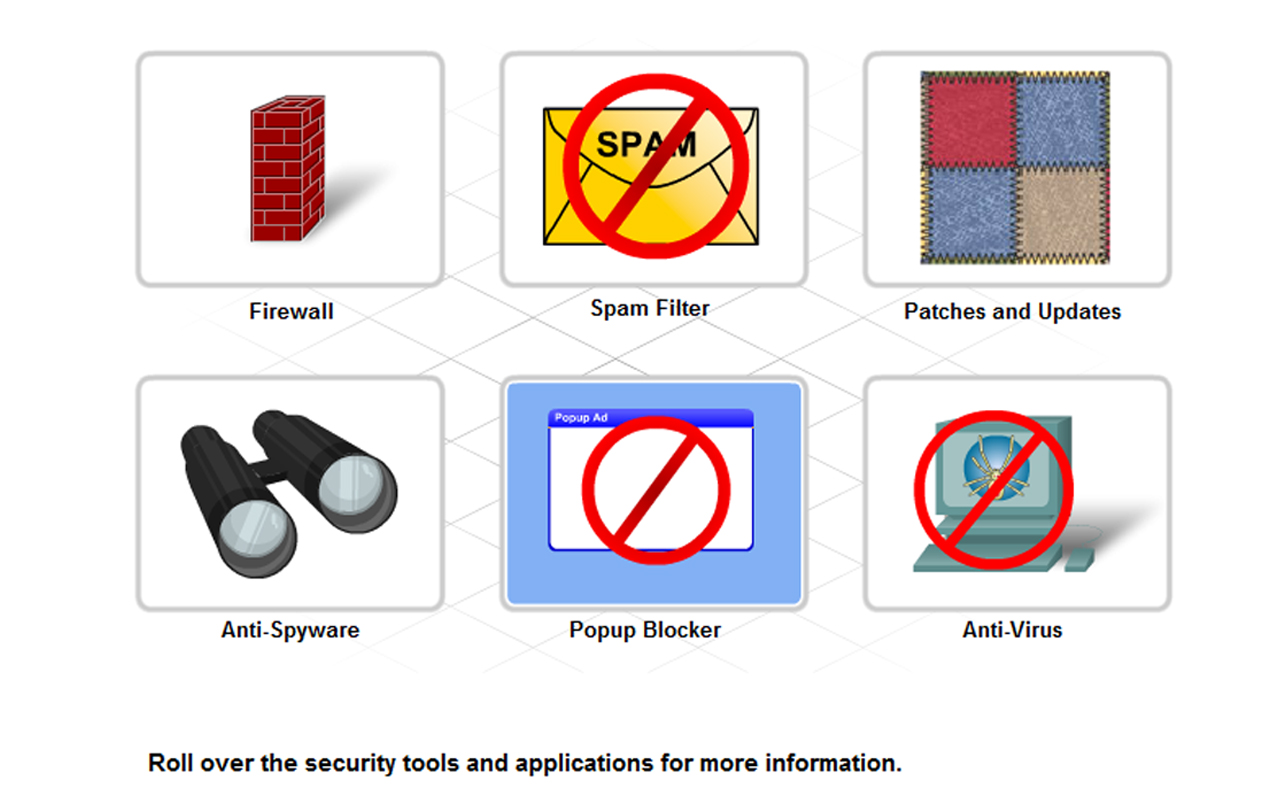 SPAM
Firewall
Spam Filter
Patches and Updates
Popup Ad
Anti-Spyware
Popup Blocker
Anti-Virus
Roll over the security tools and applications for more information.